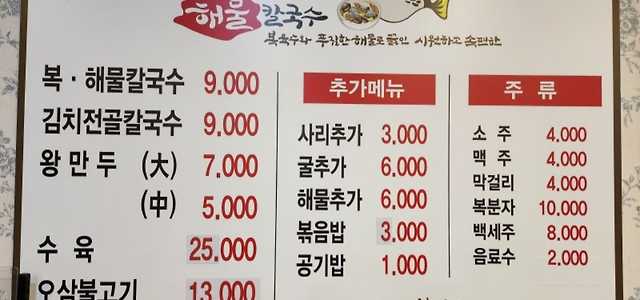 해물 칼국수
복육수와 푸짐한 해물로 끓인 시원하고 속편한
복·해물칼국수 9,000
김치전골칼국수 9,000
왕만두 (大) 7,000
(中) 5,000
수육 25,000
오삼불고기 13,000
추가메뉴
사리추가 3,000
굴추가 6,000
해물추가 6,000
볶음밥 3,000
공기밥 1,000
주류
소주 4,000
맥주 4,000
막걸리 4,000
복분자 10,000
백세주 8,000
음료수 2,000